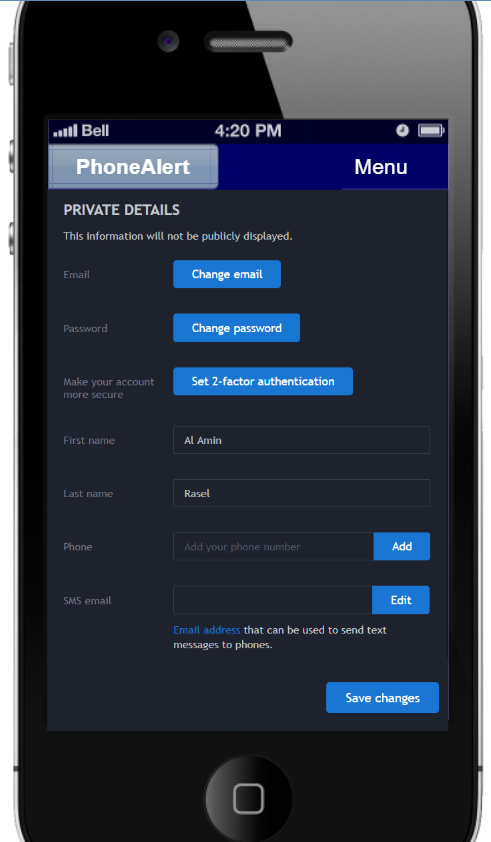 Bell 4:20 PM
PhoneAlert Menu
PRIVATE DETAILS
This information will not be publicly displayed.
Email Change email
Password Change password
Make your account
more secure
Set 2-factor authentication
First name Al Amin
Last name Rasel
Phone Add your phone number Add
SMS email Edit
Email address that can be used to send text
messages to phones.
Save changes